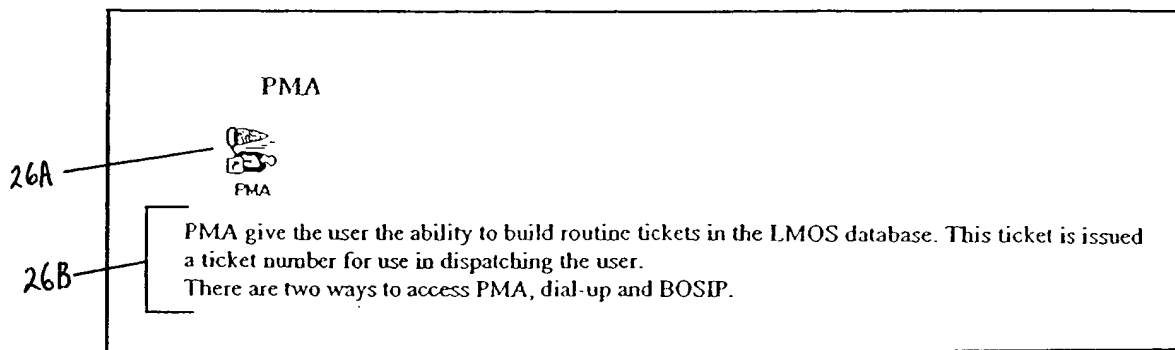 PMA
26A
PMA
PMA give the user the ability to build routine tickets in the LMOS database. This ticket is issued
a ticket number for use in dispatching the user.
26B
There are two ways to access PMA, dial-up and BOSIP.